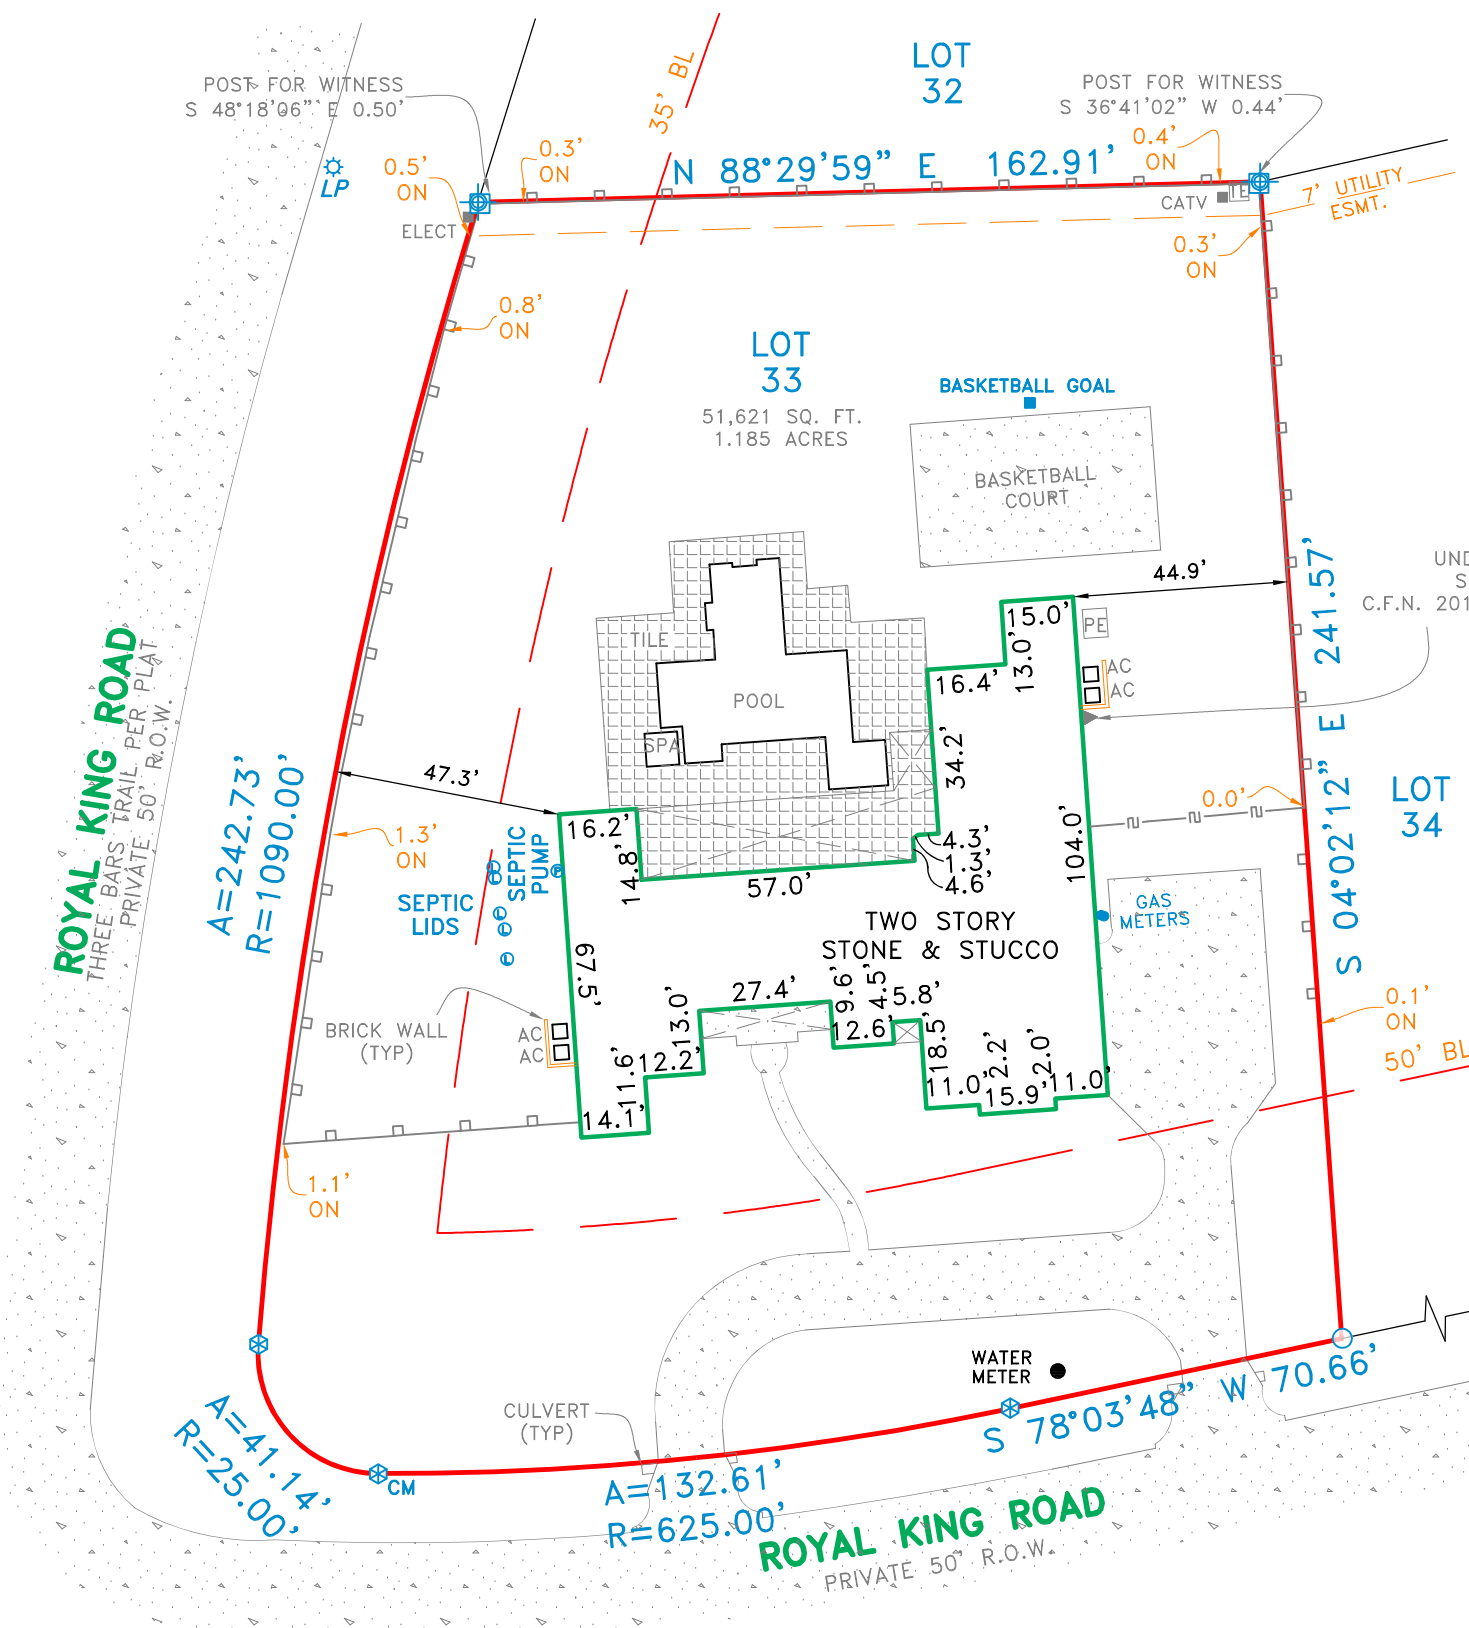 LOT
32
POST FOR WITNESS
S 48°18'06" E 0.50'
POST FOR WITNESS
S 36°41'02" W 0.44'
35' BL
LP
0.5'
ON
0.3'
ON
N 88°29'59" E 162.91'
0.4'
ON
TE
CATV
7' UTILITY
ESMT.
ELECT
0.3'
ON
0.8'
ON
LOT
33
51,621 SQ. FT.
1.185 ACRES
BASKETBALL GOAL
BASKETBALL
COURT
44.9'
S 04°02'12" E 241.57'
UND
S
C.F.N. 201
15.0'
13.0'
16.4'
PE
AC
AC
TILE
POOL
SPA
34.2'
ROYAL KING ROAD
THREE BARS TRAIL PER PLAT
PRIVATE 50' R.O.W.
A=242.73'
R=1090.00'
47.3'
1.3'
ON
16.2'
14.8'
57.0'
4.3'
1.3'
4.6'
104.0'
0.0'
LOT
34
SEPTIC
PUMP
SEPTIC
LIDS
GAS
METERS
TWO STORY
STONE & STUCCO
67.5'
27.4'
9.6'
4.5'
5.8'
12.6'
13.0'
12.2'
11.6'
14.1'
18.5'
11.0'
2.2'
15.9'
2.0'
11.0'
BRICK WALL
(TYP)
AC
AC
0.1'
ON
50' BL
1.1'
ON
WATER
METER
CULVERT
(TYP)
S 78°03'48" W 70.66'
CM
A=41.14'
R=25.00'
A=132.61'
R=625.00'
ROYAL KING ROAD
PRIVATE 50' R.O.W.